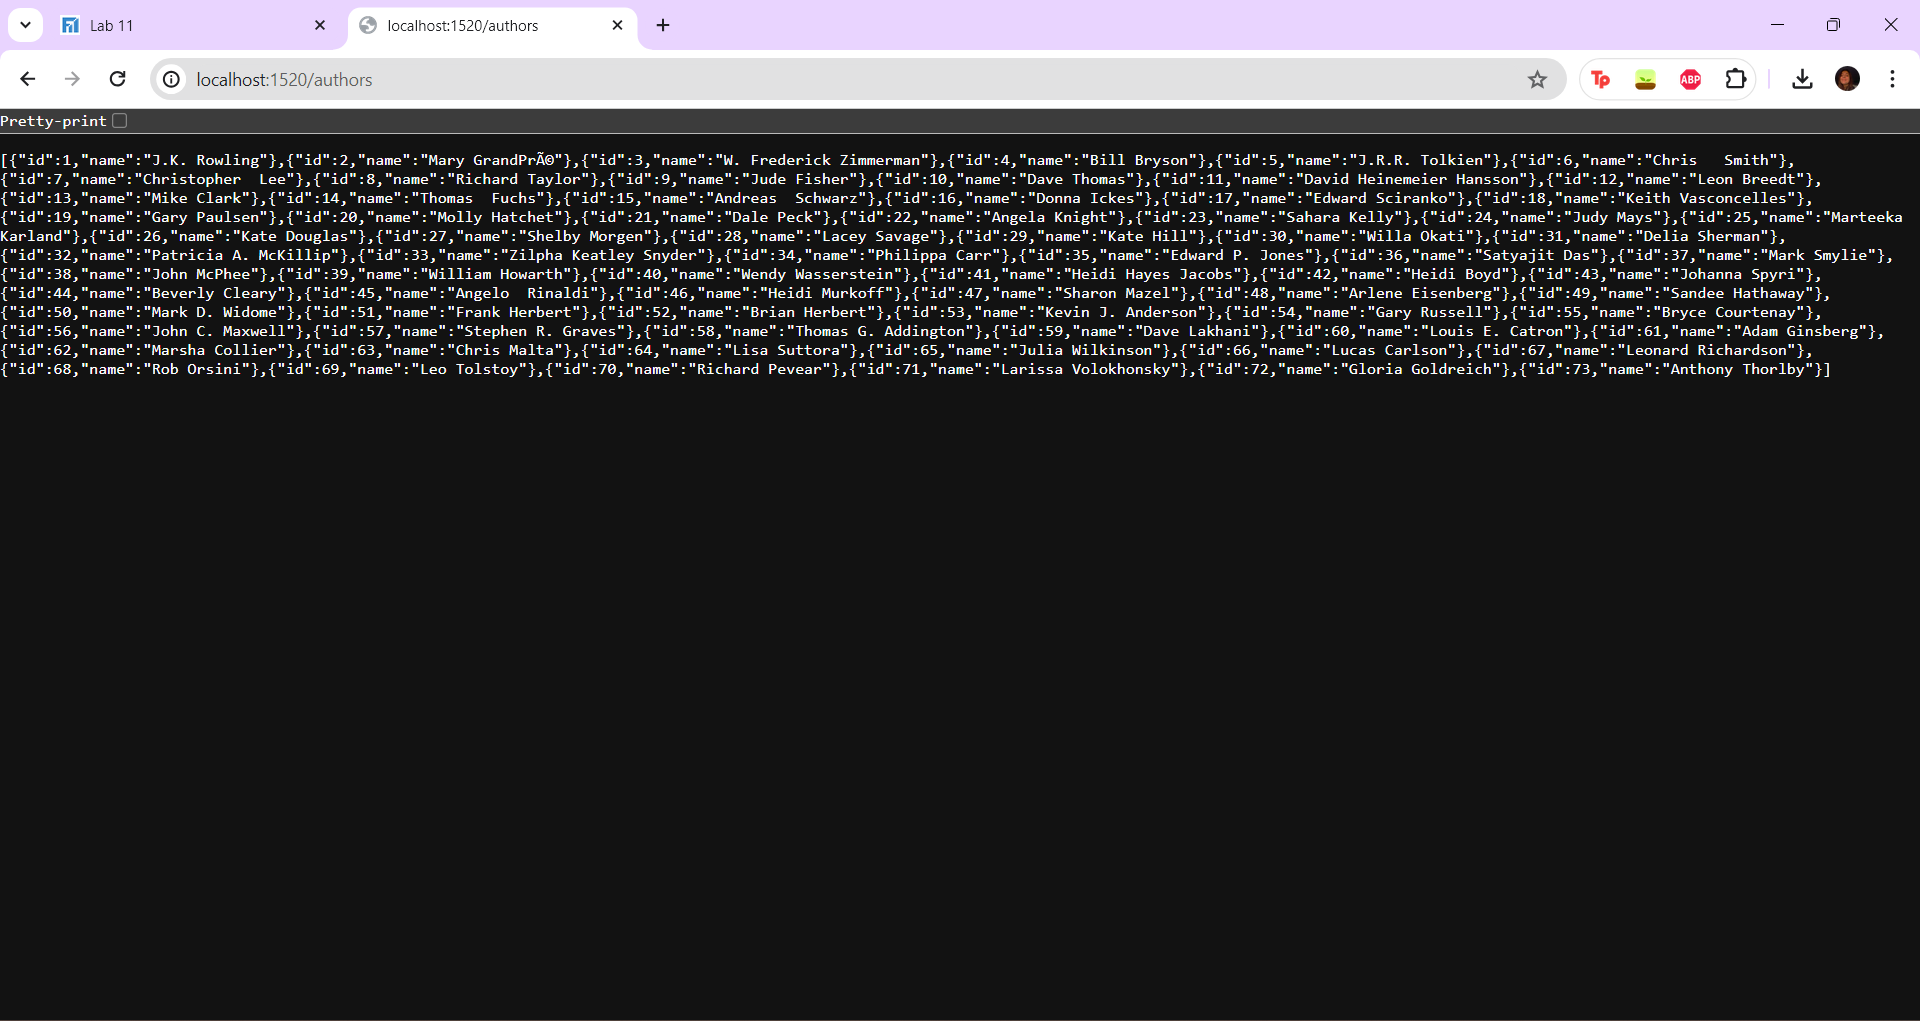 Lab 11
localhost:1520/authors
localhost:1520/authors
Tp
ABP
Pretty-print
[{"id":1,"name":"J.K. Rowling"},{"id":2,"name":"Mary GrandPrÃ©"},{"id":3,"name":"W. Frederick Zimmerman"},{"id":4,"name":"Bill Bryson"},{"id":5,"name":"J.R.R. Tolkien"},{"id":6,"name":"Chris   Smith"},
{"id":7,"name":"Christopher  Lee"},{"id":8,"name":"Richard Taylor"},{"id":9,"name":"Jude Fisher"},{"id":10,"name":"Dave Thomas"},{"id":11,"name":"David Heinemeier Hansson"},{"id":12,"name":"Leon Breedt"},
{"id":13,"name":"Mike Clark"},{"id":14,"name":"Thomas  Fuchs"},{"id":15,"name":"Andreas  Schwarz"},{"id":16,"name":"Donna Ickes"},{"id":17,"name":"Edward Sciranko"},{"id":18,"name":"Keith Vasconcelles"},
{"id":19,"name":"Gary Paulsen"},{"id":20,"name":"Molly Hatchet"},{"id":21,"name":"Dale Peck"},{"id":22,"name":"Angela Knight"},{"id":23,"name":"Sahara Kelly"},{"id":24,"name":"Judy Mays"},{"id":25,"name":"Marteeka
Karland"},{"id":26,"name":"Kate Douglas"},{"id":27,"name":"Shelby Morgen"},{"id":28,"name":"Lacey Savage"},{"id":29,"name":"Kate Hill"},{"id":30,"name":"Willa Okati"},{"id":31,"name":"Delia Sherman"},
{"id":32,"name":"Patricia A. McKillip"},{"id":33,"name":"Zilpha Keatley Snyder"},{"id":34,"name":"Philippa Carr"},{"id":35,"name":"Edward P. Jones"},{"id":36,"name":"Satyajit Das"},{"id":37,"name":"Mark Smylie"},
{"id":38,"name":"John McPhee"},{"id":39,"name":"William Howarth"},{"id":40,"name":"Wendy Wasserstein"},{"id":41,"name":"Heidi Hayes Jacobs"},{"id":42,"name":"Heidi Boyd"},{"id":43,"name":"Johanna Spyri"},
{"id":44,"name":"Beverly Cleary"},{"id":45,"name":"Angelo  Rinaldi"},{"id":46,"name":"Heidi Murkoff"},{"id":47,"name":"Sharon Mazel"},{"id":48,"name":"Arlene Eisenberg"},{"id":49,"name":"Sandee Hathaway"},
{"id":50,"name":"Mark D. Widome"},{"id":51,"name":"Frank Herbert"},{"id":52,"name":"Brian Herbert"},{"id":53,"name":"Kevin J. Anderson"},{"id":54,"name":"Gary Russell"},{"id":55,"name":"Bryce Courtenay"},
{"id":56,"name":"John C. Maxwell"},{"id":57,"name":"Stephen R. Graves"},{"id":58,"name":"Thomas G. Addington"},{"id":59,"name":"Dave Lakhani"},{"id":60,"name":"Louis E. Catron"},{"id":61,"name":"Adam Ginsberg"},
{"id":62,"name":"Marsha Collier"},{"id":63,"name":"Chris Malta"},{"id":64,"name":"Lisa Suttora"},{"id":65,"name":"Julia Wilkinson"},{"id":66,"name":"Lucas Carlson"},{"id":67,"name":"Leonard Richardson"},
{"id":68,"name":"Rob Orsini"},{"id":69,"name":"Leo Tolstoy"},{"id":70,"name":"Richard Pevear"},{"id":71,"name":"Larissa Volokhonsky"},{"id":72,"name":"Gloria Goldreich"},{"id":73,"name":"Anthony Thorlby"}]